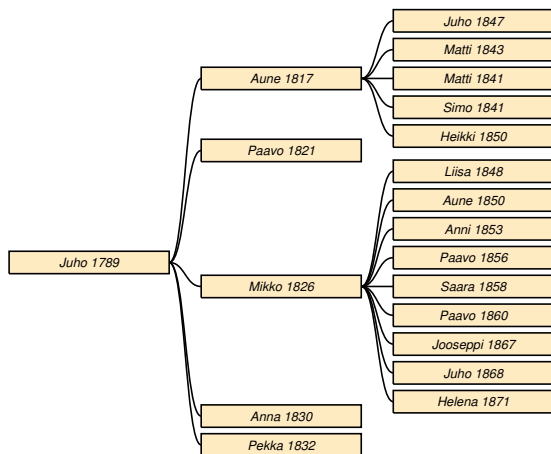 Juho 1789
Aune 1817
Juho 1847
Matti 1843
Matti 1841
Simo 1841
Heikki 1850
Paavo 1821
Mikko 1826
Liisa 1848
Aune 1850
Anni 1853
Paavo 1856
Saara 1858
Paavo 1860
Jooseppi 1867
Juho 1868
Helena 1871
Anna 1830
Pekka 1832